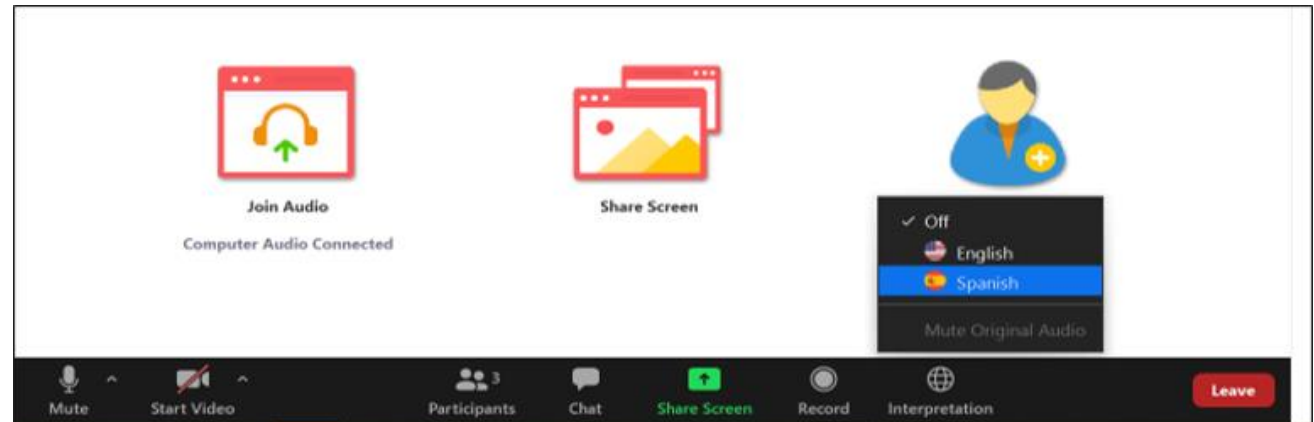 Join Audio
Computer Audio Connected
Share Screen
Off
English
Spanish
Mute Original Audio
Mute
Start Video
3
Participants
Chat
Share Screen
Record
Interpretation
Leave